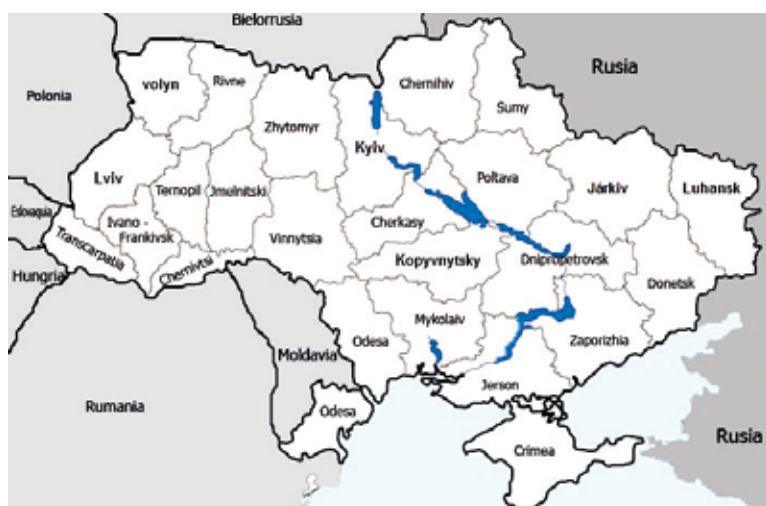 Bielorrusia
Rusia
Polonia
volyn
Rivne
Chernihiv
Sumy
Zhytomyr
Kyiv
Lviv
Ternopil
Jmelnitski
Poltava
Járkiv
Luhansk
Eslovaquia
Ivano -
Frankivsk
Transcarpatia
Chernivtsi
Vinnytsia
Cherkasy
Kopyvnytsky
Dnipropetrovsk
Donetsk
Hungria
Odesa
Mykolaiv
Zaporizhia
Moldavia
Jerson
Rumania
Odesa
Crimea
Rusia